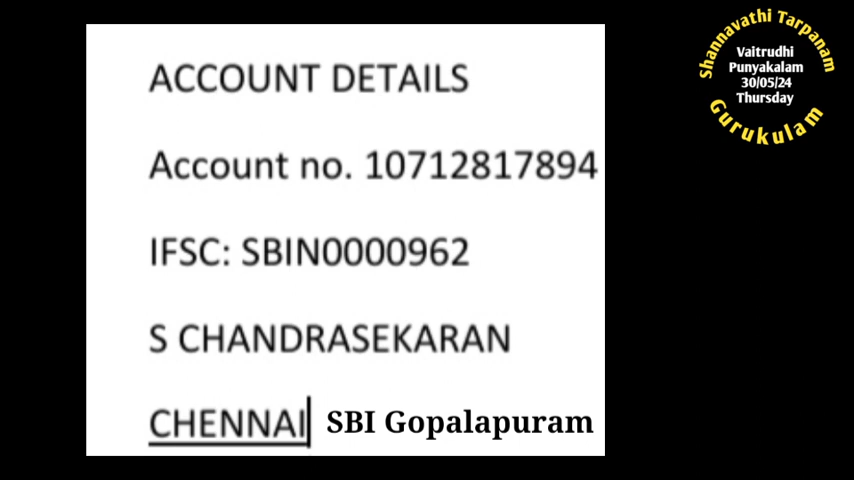 ACCOUNT DETAILS
Account no. 10712817894
IFSC: SBIN0000962
S CHANDRASEKARAN
CHENNAI SBI Gopalapuram
Shannavathi Tarpanam
Vaitrudhi
Punyakalam
30/05/24
Thursday
Gurukulam